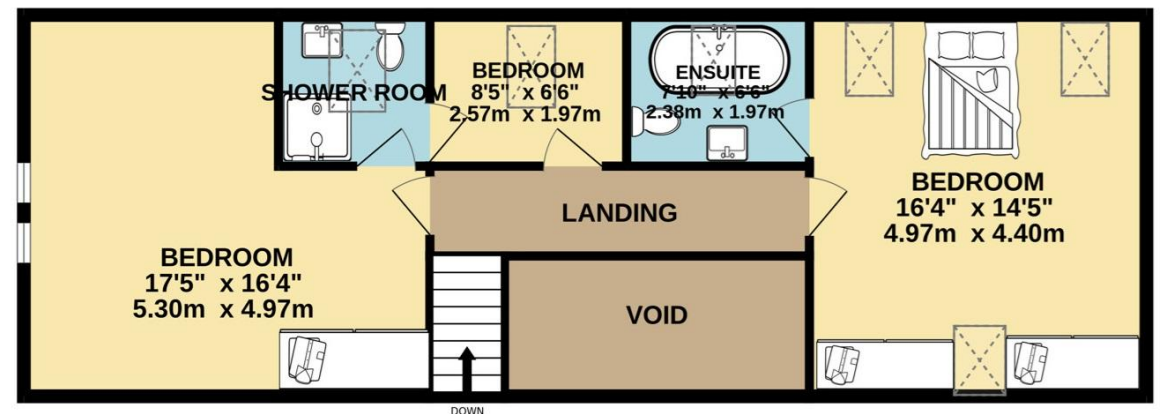 SHOWER ROOM
BEDROOM
8'5" x 6'6"
2.57m x 1.97m
ENSUITE
7'10" x 6'6"
2.38m x 1.97m
BEDROOM
16'4" x 14'5"
4.97m x 4.40m
LANDING
BEDROOM
17'5" x 16'4"
5.30m x 4.97m
VOID
DOWN